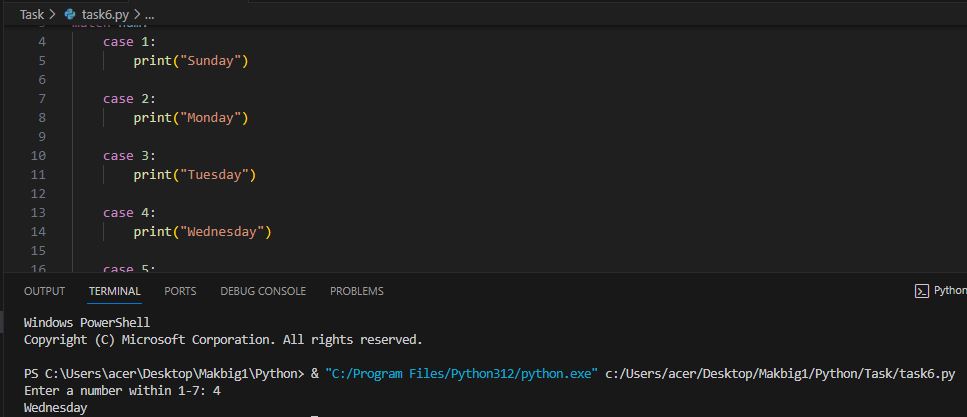 Task > task6.py > ...
4 case 1:
5 print("Sunday")
6
7 case 2:
8 print("Monday")
9
10 case 3:
11 print("Tuesday")
12
13 case 4:
14 print("Wednesday")
15
16 case 5:
OUTPUT TERMINAL PORTS DEBUG CONSOLE PROBLEMS Python
Windows PowerShell
Copyright (C) Microsoft Corporation. All rights reserved.
PS C:\Users\acer\Desktop\Makbig1\Python> & "C:/Program Files/Python312/python.exe" c:/Users/acer/Desktop/Makbig1/Python/Task/task6.py
Enter a number within 1-7: 4
Wednesday